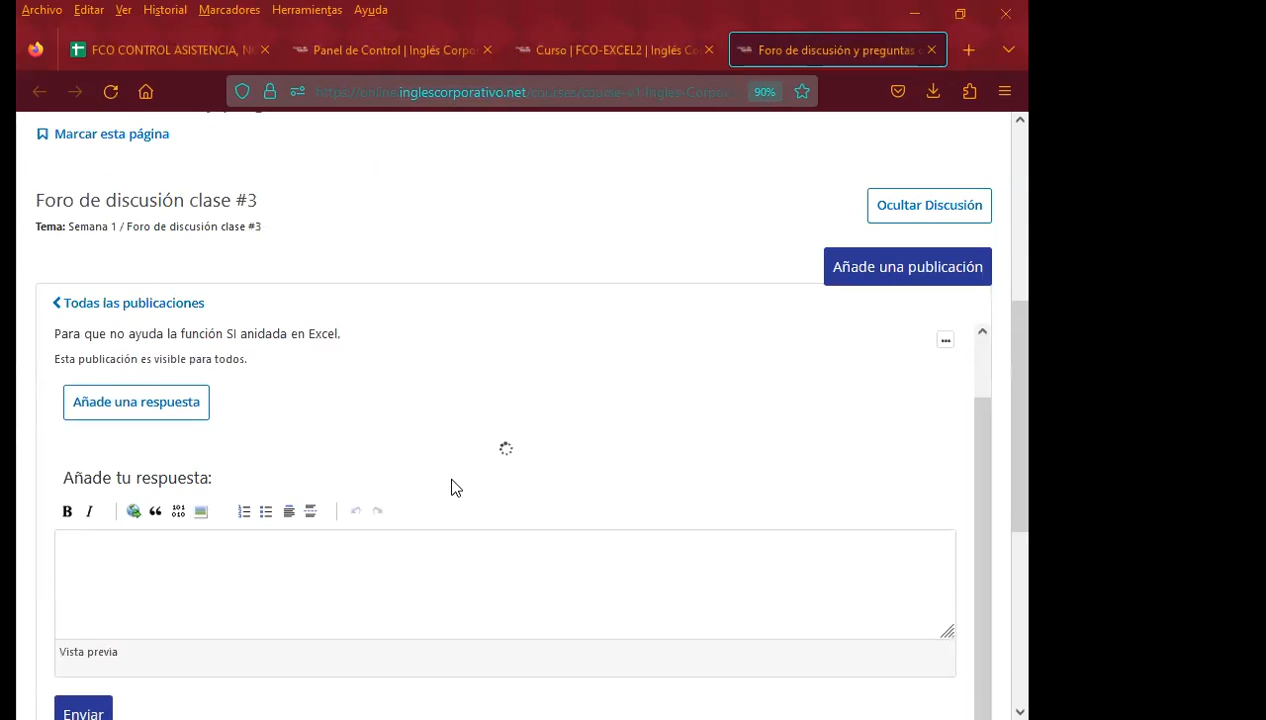 Archivo Editar Ver Historial Marcadores Herramientas Ayuda
FCO CONTROL ASISTENCIA, N Panel de Control | Inglés Corpo Curso | FCO-EXCEL2 | Inglés Co Foro de discusión y preguntas
https://online.inglescorporativo.net/courses/course-v1:Ingles-Corpo 90%
Marcar esta página
Foro de discusión clase #3
Ocultar Discusión
Tema: Semana 1 / Foro de discusión clase #3
Añade una publicación
Todas las publicaciones
Para que no ayuda la función SI anidada en Excel.
Esta publicación es visible para todos.
Añade una respuesta
Añade tu respuesta:
B I
Vista previa
Enviar